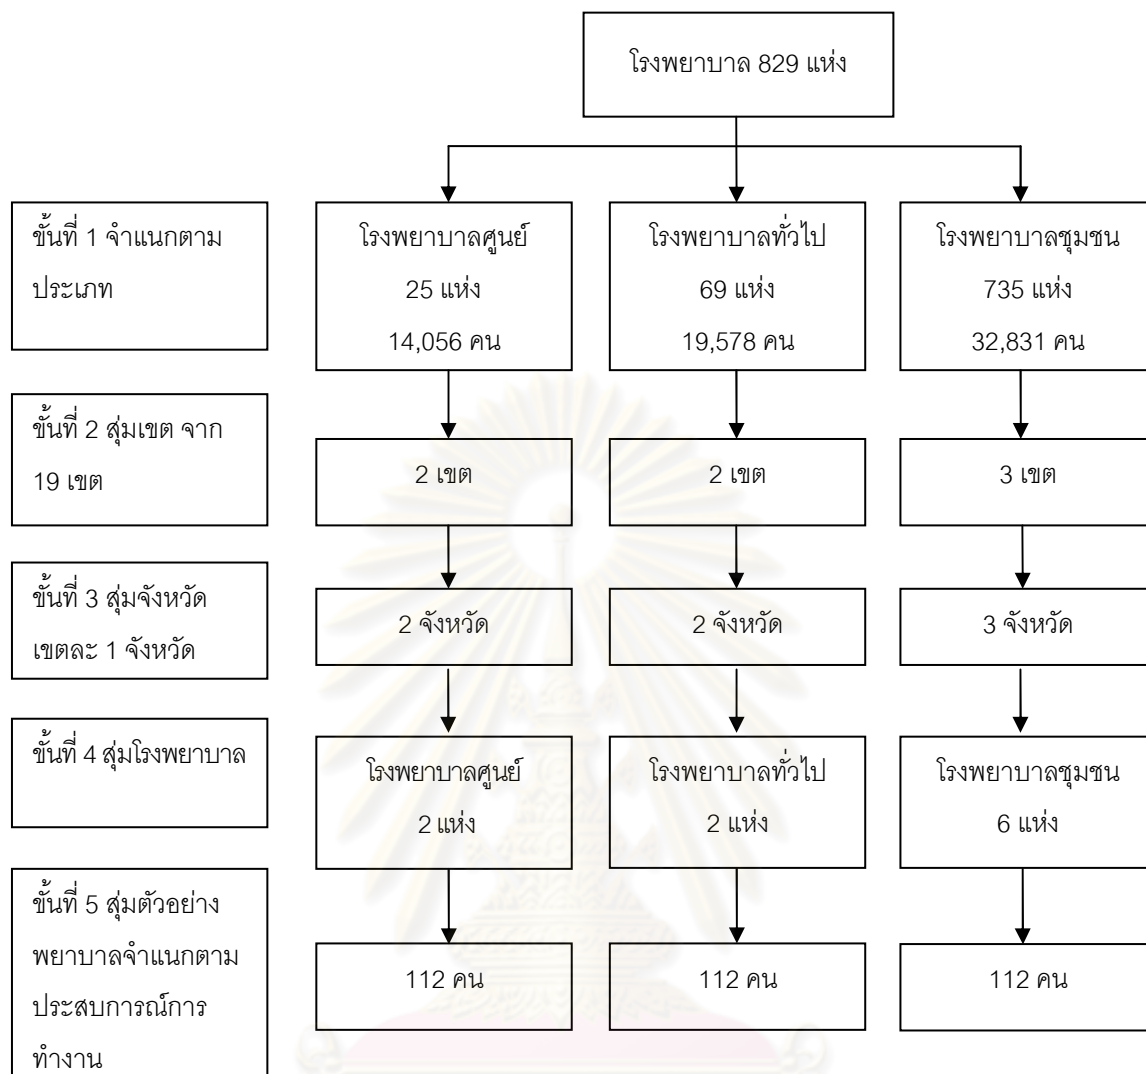 โรงพยาบาล 829 แห่ง
ขั้นที่ 1 จำแนกตาม
ประเภท
โรงพยาบาลศูนย์
25 แห่ง
14,056 คน
โรงพยาบาลทั่วไป
69 แห่ง
19,578 คน
โรงพยาบาลชุมชน
735 แห่ง
32,831 คน
ขั้นที่ 2 สุ่มเขต จาก
19 เขต
2 เขต
2 เขต
3 เขต
ขั้นที่ 3 สุ่มจังหวัด
เขตละ 1 จังหวัด
2 จังหวัด
2 จังหวัด
3 จังหวัด
ขั้นที่ 4 สุ่มโรงพยาบาล
โรงพยาบาลศูนย์
2 แห่ง
โรงพยาบาลทั่วไป
2 แห่ง
โรงพยาบาลชุมชน
6 แห่ง
ขั้นที่ 5 สุ่มตัวอย่าง
พยาบาลจำแนกตาม
ประสบการณ์การ
ทำงาน
112 คน
112 คน
112 คน